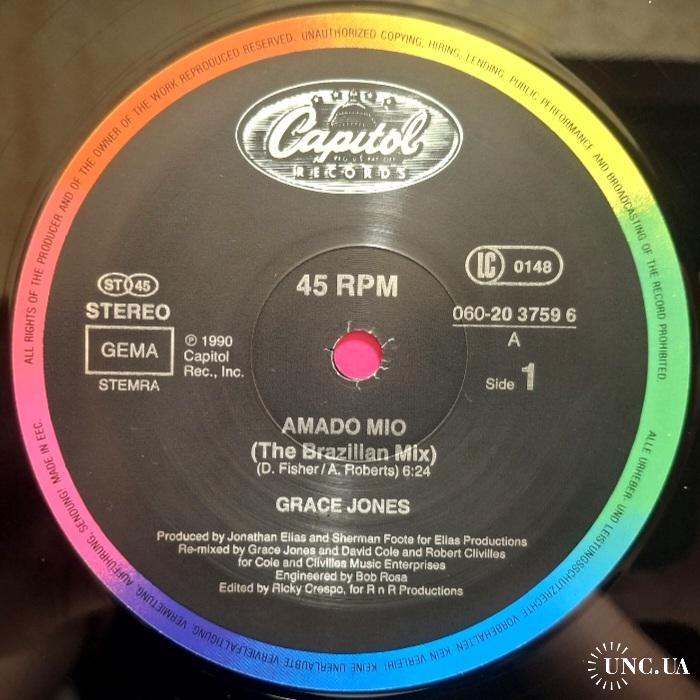 ALL RIGHTS OF THE PRODUCER AND OF THE OWNER OF THE WORK REPRODUCED RESERVED. UNAUTHORIZED COPYING, HIRING, LENDING, PUBLIC PERFORMANCE AND BROADCASTING OF THE RECORD PROHIBITED.
Capitol
REG. U.S. PAT. OFF.
RECORDS
45 RPM
LC 0148
ST 45
STEREO
GEMA
STEMRA
℗ 1990
Capitol
Rec., Inc.
060-20 3759 6
A
Side 1
AMADO MIO
(The Brazilian Mix)
(D. Fisher/A. Roberts) 6:24
GRACE JONES
Produced by Jonathan Elias and Sherman Foote for Elias Productions
Re-mixed by Grace Jones and David Cole and Robert Clivilles
for Cole and Clivilles Music Enterprises
Engineered by Bob Rosa
Edited by Ricky Crespo, for R n R Productions
ALLE URHEBER- UND LEISTUNGSSCHUTZRECHTE VORBEHALTEN. KEIN VERLEIH! KEINE UNERLAUBTE VERVIELFÄLTIGUNG, VERMIETUNG, AUFFÜHRUNG, SENDUNG! MADE IN EEC.
UNC.UA